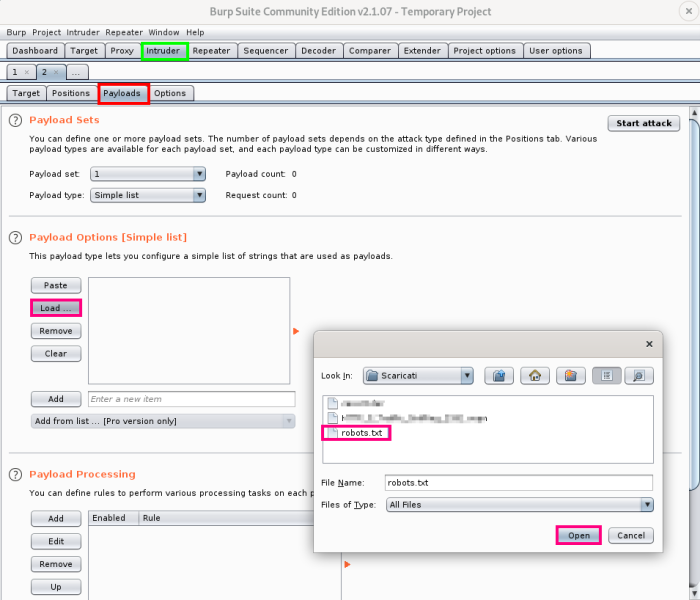 Burp Suite Community Edition v2.1.07 - Temporary Project
Burp Project Intruder Repeater Window Help
Dashboard Target Proxy Intruder Repeater Sequencer Decoder Comparer Extender Project options User options
1 × 2 × ...
Target Positions Payloads Options
? Payload Sets
Start attack
You can define one or more payload sets. The number of payload sets depends on the attack type defined in the Positions tab. Various
payload types are available for each payload set, and each payload type can be customized in different ways.
Payload set: 1 Payload count: 0
Payload type: Simple list Request count: 0
? Payload Options [Simple list]
This payload type lets you configure a simple list of strings that are used as payloads.
Paste
Load ...
Remove
Clear
Add Enter a new item
Add from list ... [Pro version only]
? Payload Processing
You can define rules to perform various processing tasks on each p
Add Enabled Rule
Edit
Remove
Up
Look In: Scaricati
robots.txt
File Name: robots.txt
Files of Type: All Files
Open Cancel